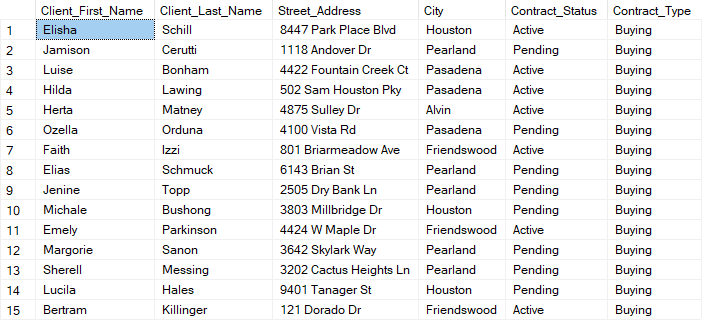 Client_First_Name Client_Last_Name Street_Address City Contract_Status Contract_Type
1 Elisha Schill 8447 Park Place Blvd Houston Active Buying
2 Jamison Cerutti 1118 Andover Dr Pearland Pending Buying
3 Luise Bonham 4422 Fountain Creek Ct Pasadena Active Buying
4 Hilda Lawing 502 Sam Houston Pky Pasadena Active Buying
5 Herta Matney 4875 Sulley Dr Alvin Active Buying
6 Ozella Orduna 4100 Vista Rd Pasadena Pending Buying
7 Faith Izzi 801 Briarmeadow Ave Friendswood Active Buying
8 Elias Schmuck 6143 Brian St Pearland Pending Buying
9 Jenine Topp 2505 Dry Bank Ln Pearland Pending Buying
10 Michale Bushong 3803 Millbridge Dr Houston Pending Buying
11 Emely Parkinson 4424 W Maple Dr Friendswood Active Buying
12 Margorie Sanon 3642 Skylark Way Pearland Pending Buying
13 Sherell Messing 3202 Cactus Heights Ln Pearland Pending Buying
14 Lucila Hales 9401 Tanager St Houston Pending Buying
15 Bertram Killinger 121 Dorado Dr Friendswood Active Buying